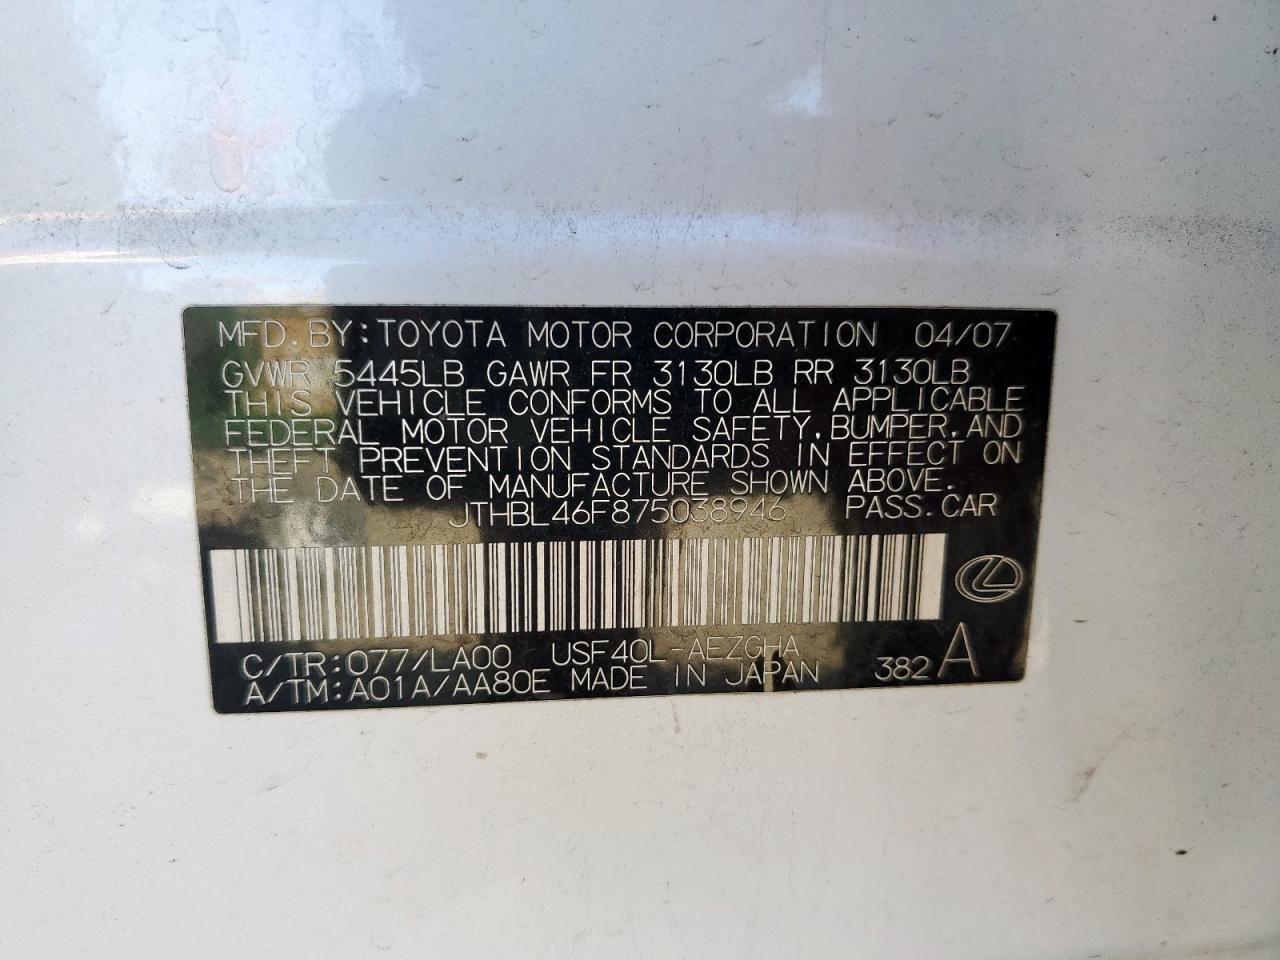 MFD. BY: TOYOTA MOTOR CORPORATION 04/07
GVWR 5445LB GAWR FR 3130LB RR 3130LB
THIS VEHICLE CONFORMS TO ALL APPLICABLE
FEDERAL MOTOR VEHICLE SAFETY, BUMPER, AND
THEFT PREVENTION STANDARDS IN EFFECT ON
THE DATE OF MANUFACTURE SHOWN ABOVE.
JTHBL46F875038946 PASS. CAR
C/TR: 077/LA00 USF40L-AEZGHA
A/TM: A01A/AA80E MADE IN JAPAN 382 A